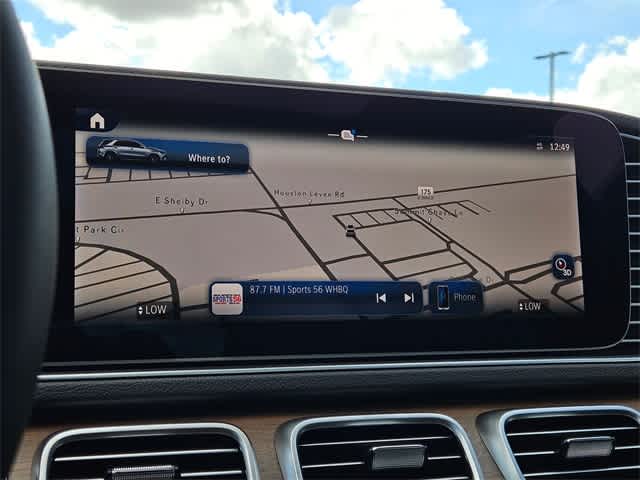 12:49
Where to?
Houston Levee Rd
175
E Shelby Dr
t Park Cir
3D
87.7 FM | Sports 56 WHBQ
SPORTS56
Phone
LOW
LOW